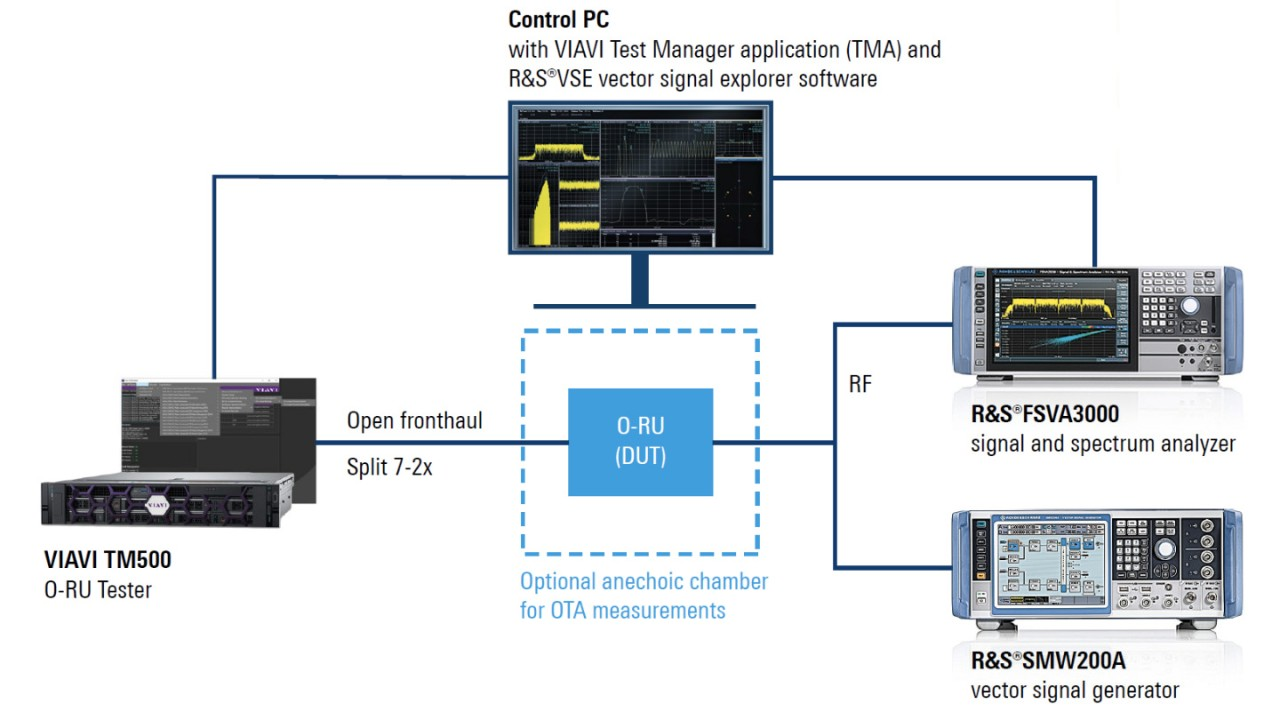 Control PC
with VIAVI Test Manager application (TMA) and
R&S®VSE vector signal explorer software
Open fronthaul
Split 7-2x
O-RU
(DUT)
RF
R&S®FSVA3000
signal and spectrum analyzer
VIAVI
VIAVI
VIAVI TM500
O-RU Tester
Optional anechoic chamber
for OTA measurements
R&S®SMW200A
vector signal generator